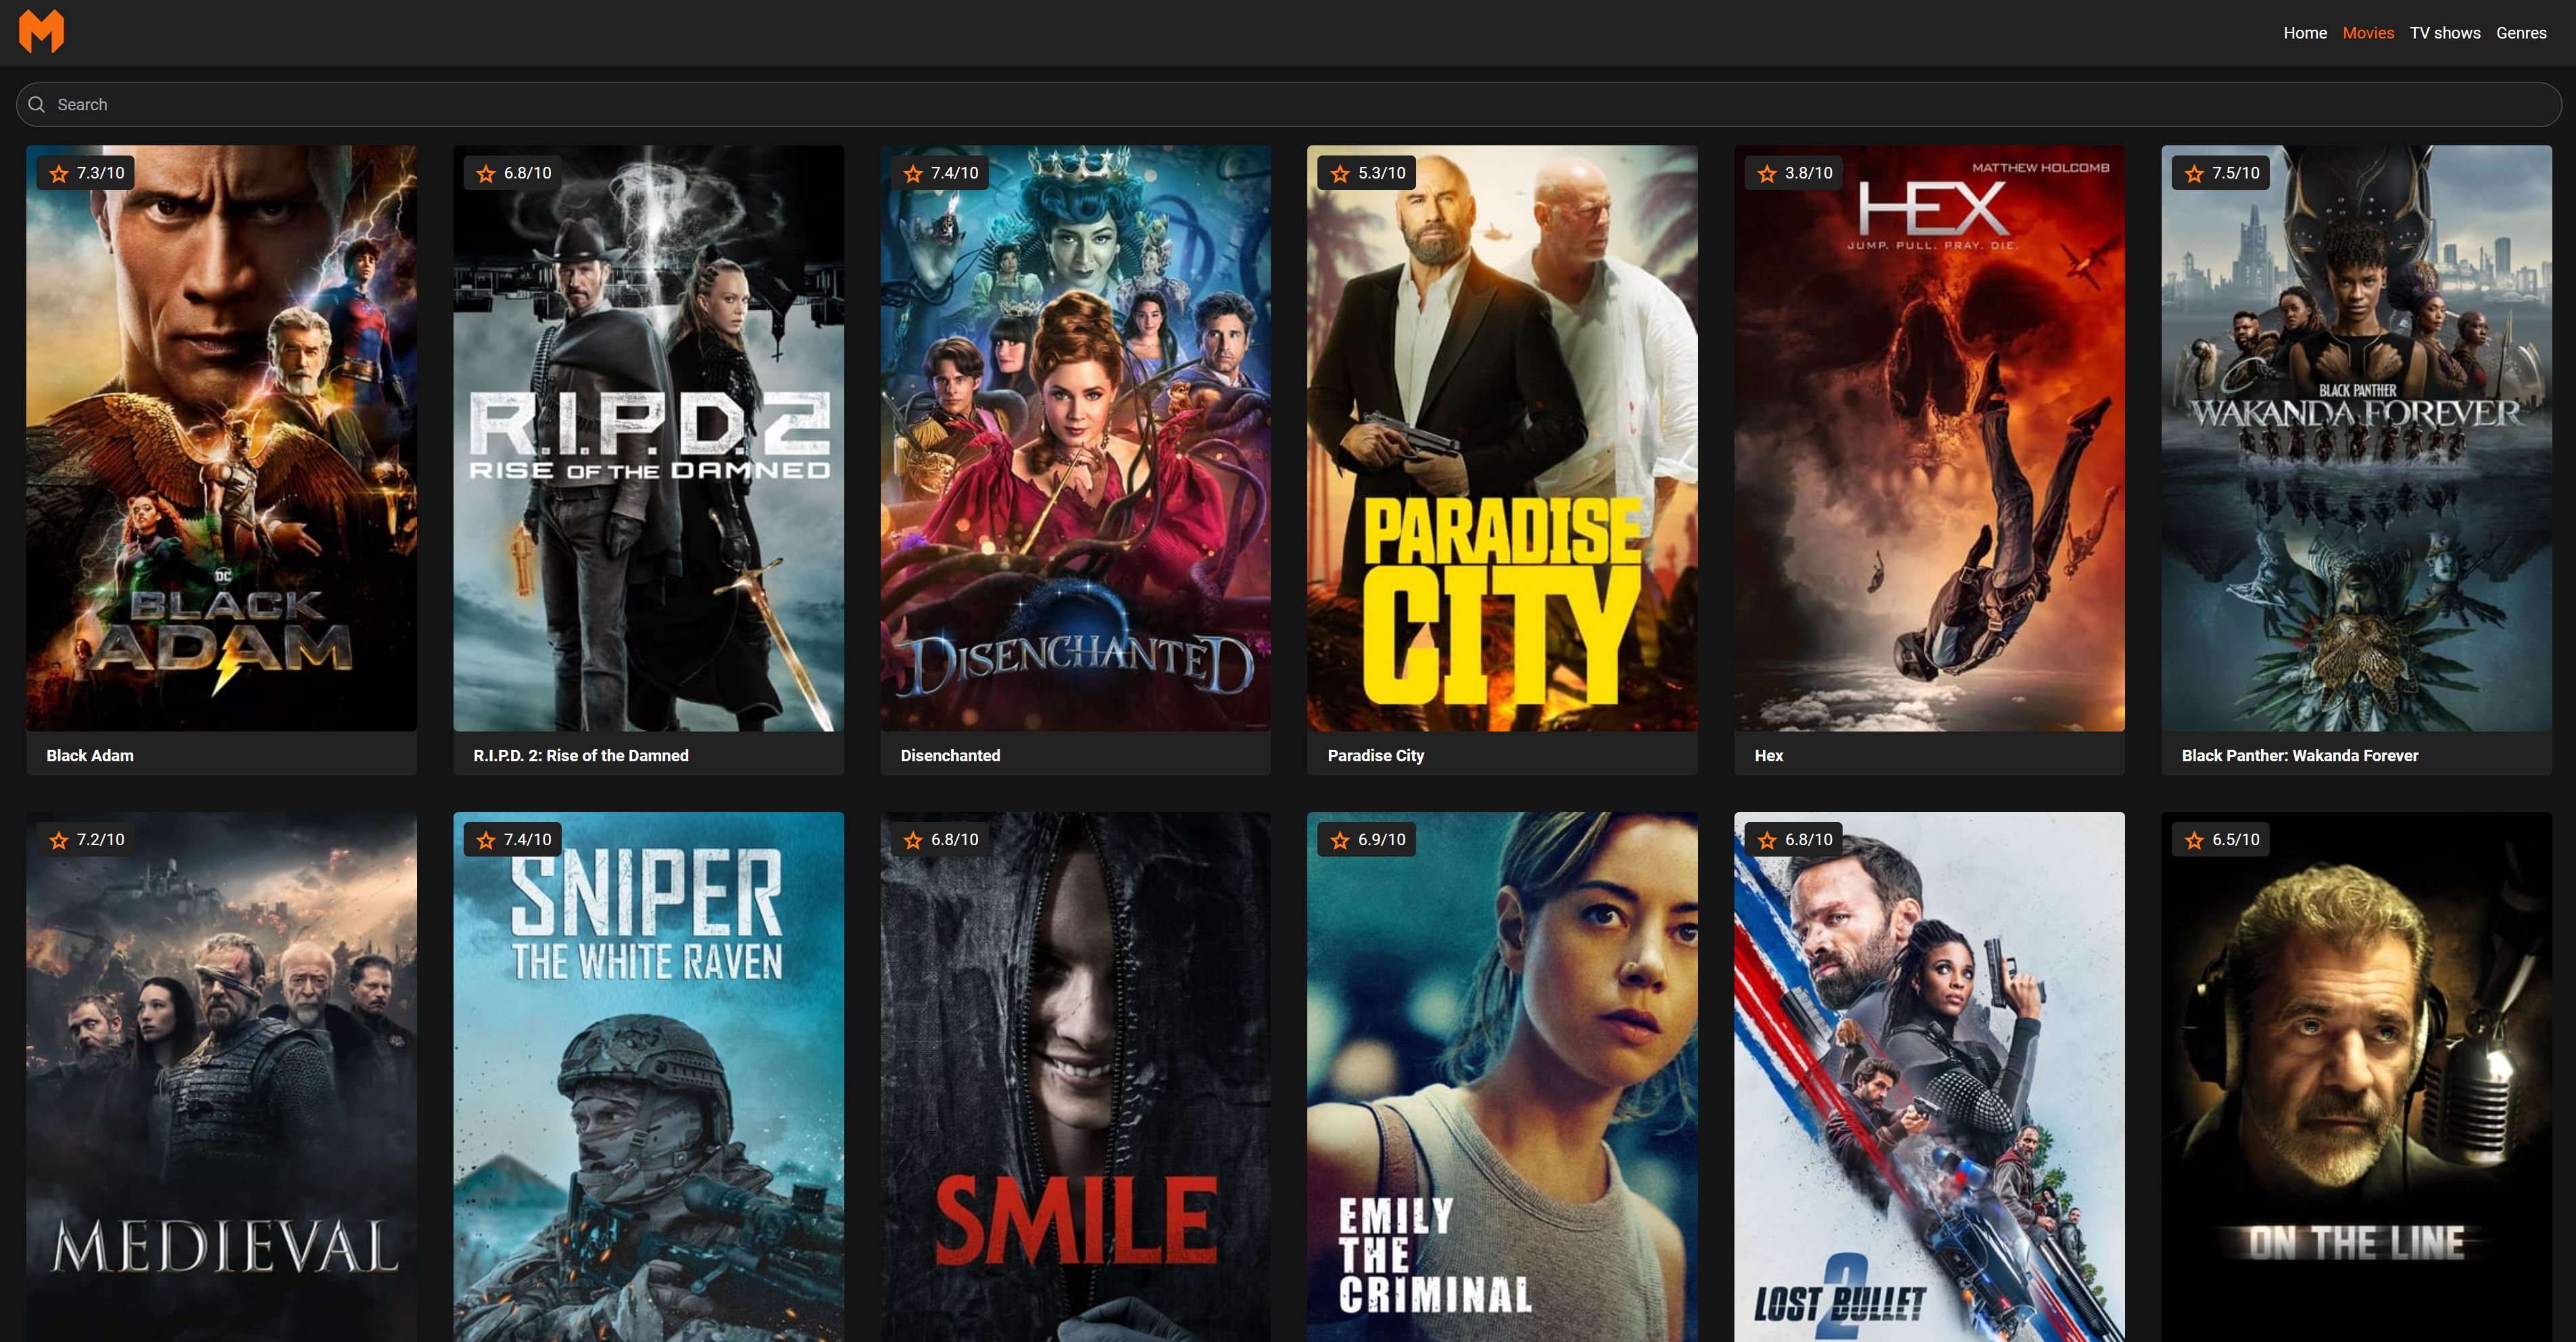 Home Movies TV shows Genres
Search
7.3/10
DC
BLACK
ADAM
Black Adam
6.8/10
R.I.P.D.2
RISE OF THE DAMNED
R.I.P.D. 2: Rise of the Damned
7.4/10
DISENCHANTED
Disenchanted
5.3/10
PARADISE
CITY
Paradise City
3.8/10
MATTHEW HOLCOMB
HEX
JUMP. PULL. PRAY. DIE.
Hex
7.5/10
BLACK PANTHER
WAKANDA FOREVER
Black Panther: Wakanda Forever
7.2/10
MEDIEVAL
7.4/10
SNIPER
THE WHITE RAVEN
6.8/10
SMILE
6.9/10
EMILY
THE
CRIMINAL
6.8/10
LOST BULLET
2
6.5/10
ON THE LINE